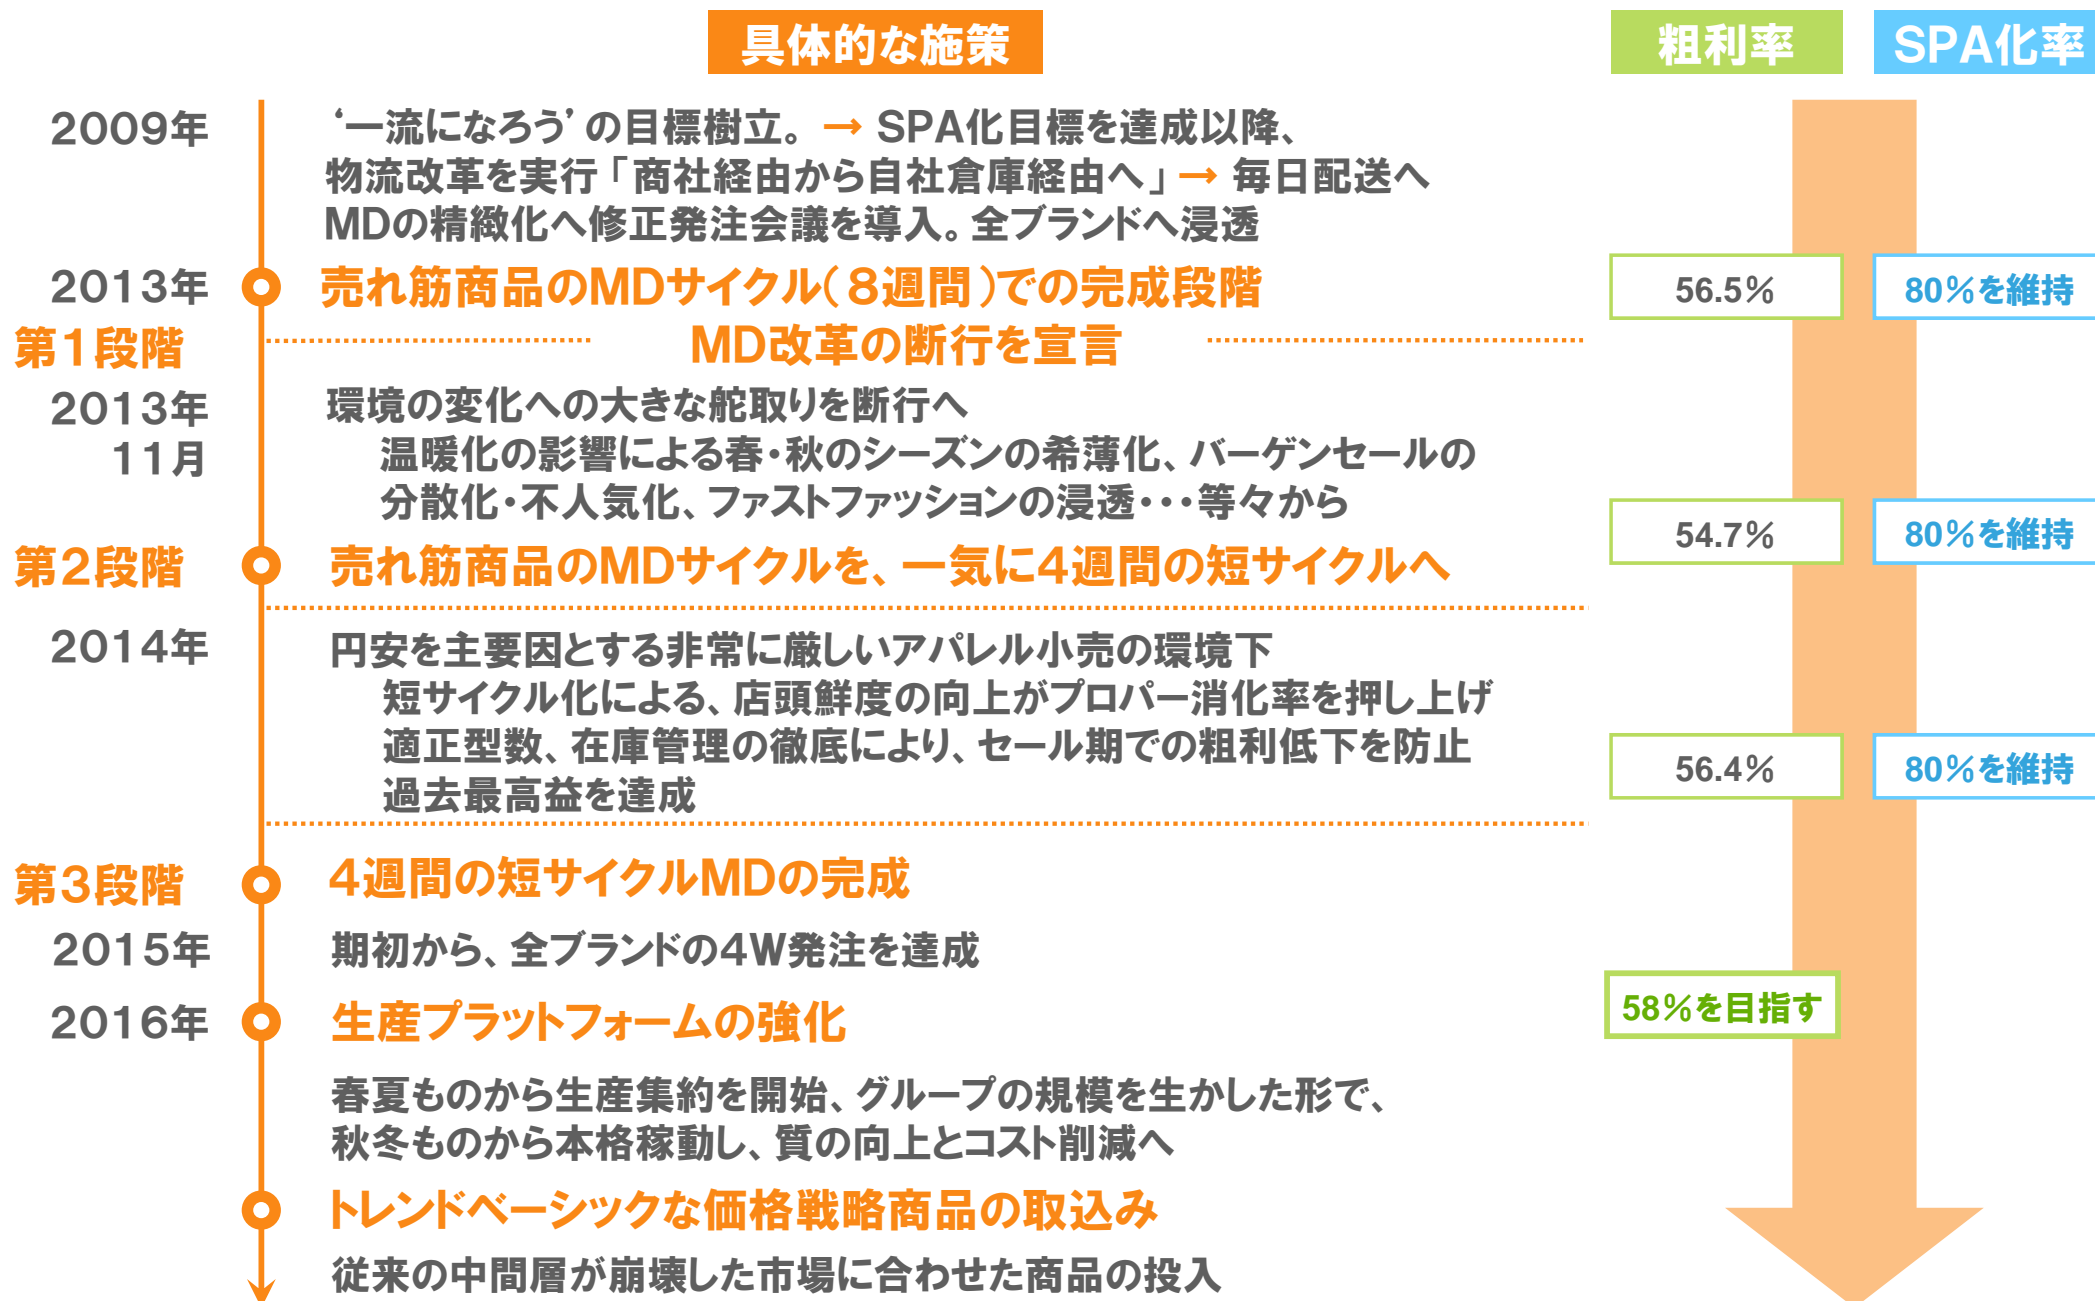 具体的な施策
粗利率
SPA化率
2009年
‘一流になろう’の目標樹立。→ SPA化目標を達成以降、
物流改革を実行「商社経由から自社倉庫経由へ」→ 毎日配送へ
MDの精緻化へ修正発注会議を導入。全ブランドへ浸透
2013年
売れ筋商品のMDサイクル(8週間)での完成段階
56.5%
80%を維持
第1段階
MD改革の断行を宣言
2013年
11月
環境の変化への大きな舵取りを断行へ
温暖化の影響による春・秋のシーズンの希薄化、バーゲンセールの
分散化・不人気化、ファストファッションの浸透・・・等々から
54.7%
80%を維持
第2段階
売れ筋商品のMDサイクルを、一気に4週間の短サイクルへ
2014年
円安を主要因とする非常に厳しいアパレル小売の環境下
短サイクル化による、店頭鮮度の向上がプロパー消化率を押し上げ
適正型数、在庫管理の徹底により、セール期での粗利低下を防止
過去最高益を達成
56.4%
80%を維持
第3段階
4週間の短サイクルMDの完成
2015年
期初から、全ブランドの4W発注を達成
2016年
生産プラットフォームの強化
58%を目指す
春夏ものから生産集約を開始、グループの規模を生かした形で、
秋冬ものから本格稼動し、質の向上とコスト削減へ
トレンドベーシックな価格戦略商品の取込み
従来の中間層が崩壊した市場に合わせた商品の投入